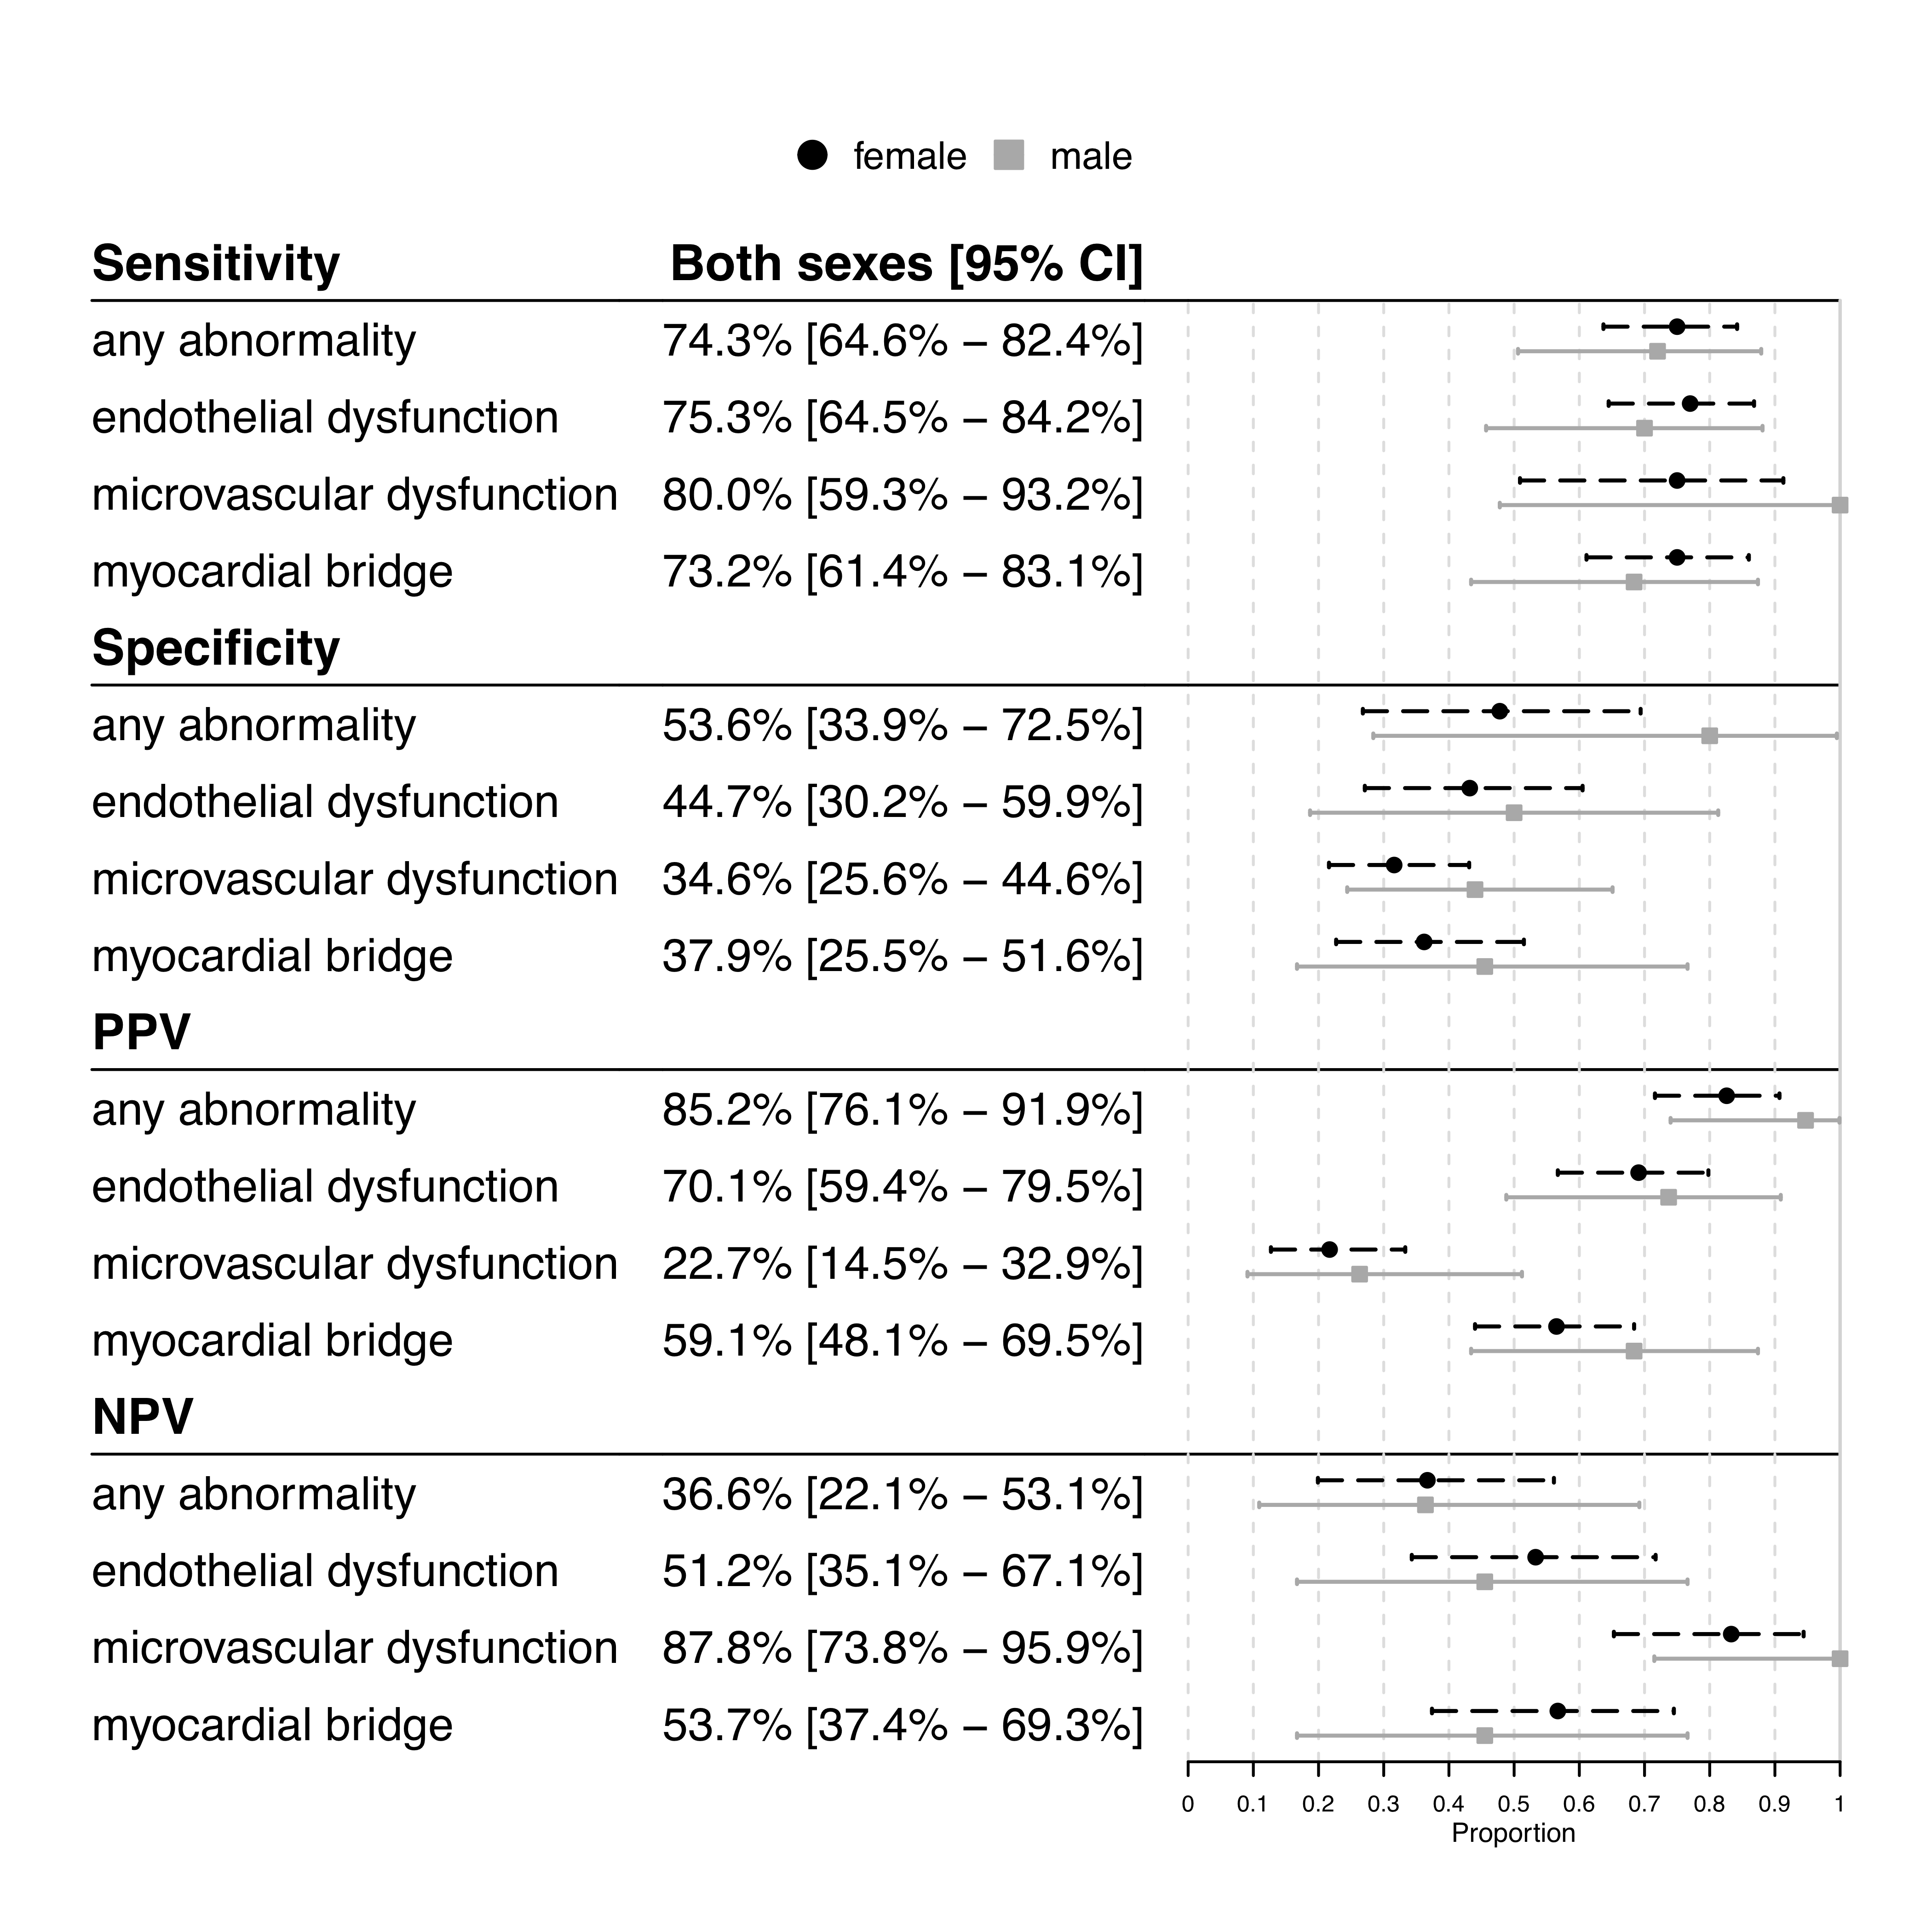 female male
Sensitivity Both sexes [95% CI]
any abnormality 74.3% [64.6% – 82.4%]
endothelial dysfunction 75.3% [64.5% – 84.2%]
microvascular dysfunction 80.0% [59.3% – 93.2%]
myocardial bridge 73.2% [61.4% – 83.1%]
Specificity
any abnormality 53.6% [33.9% – 72.5%]
endothelial dysfunction 44.7% [30.2% – 59.9%]
microvascular dysfunction 34.6% [25.6% – 44.6%]
myocardial bridge 37.9% [25.5% – 51.6%]
PPV
any abnormality 85.2% [76.1% – 91.9%]
endothelial dysfunction 70.1% [59.4% – 79.5%]
microvascular dysfunction 22.7% [14.5% – 32.9%]
myocardial bridge 59.1% [48.1% – 69.5%]
NPV
any abnormality 36.6% [22.1% – 53.1%]
endothelial dysfunction 51.2% [35.1% – 67.1%]
microvascular dysfunction 87.8% [73.8% – 95.9%]
myocardial bridge 53.7% [37.4% – 69.3%]
0 0.1 0.2 0.3 0.4 0.5 0.6 0.7 0.8 0.9 1
Proportion